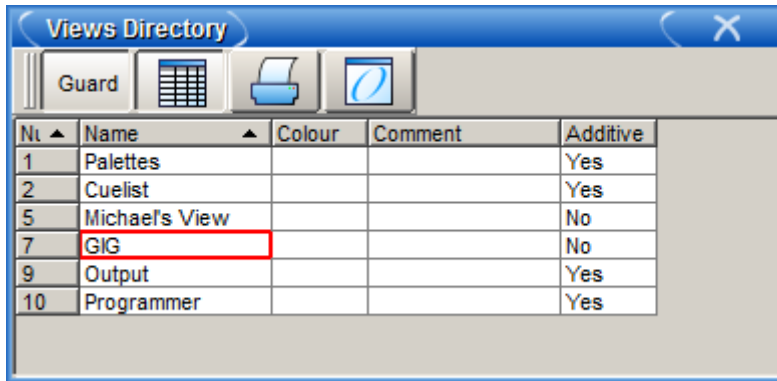 Views Directory
Guard
Name Colour Comment Additive
1 Palettes Yes
2 Cuelist Yes
5 Michael's View No
7 GIG No
9 Output Yes
10 Programmer Yes